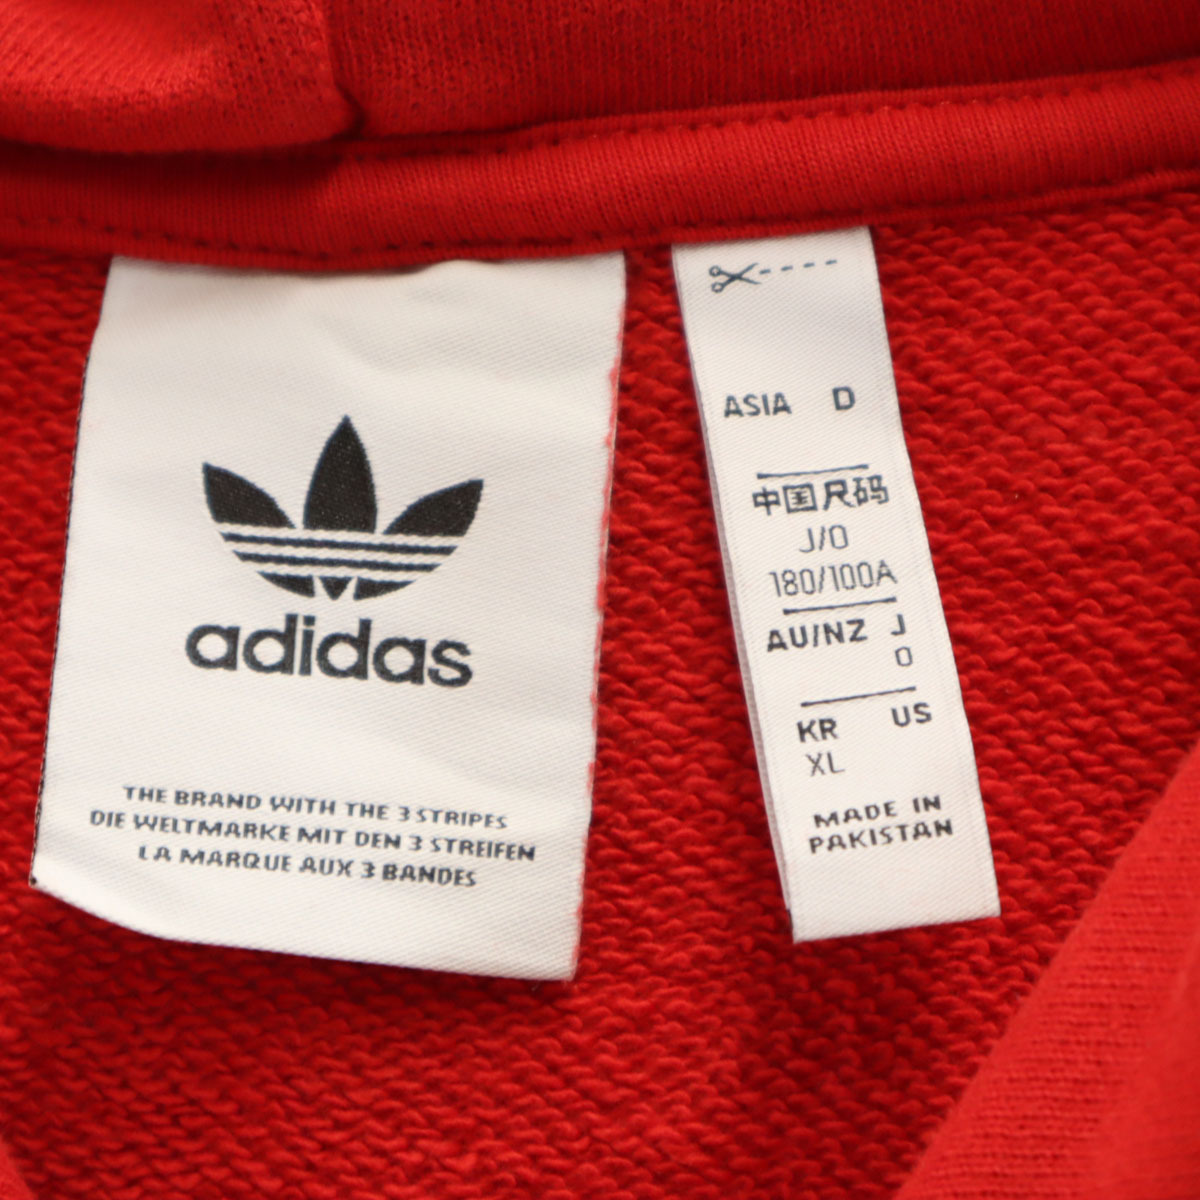 adidas
THE BRAND WITH THE 3 STRIPES
DIE WELTMARKE MIT DEN 3 STREIFEN
LA MARQUE AUX 3 BANDES
ASIA D
中国尺码
J/O
180/100A
AU/NZ J
O
KR US
XL
MADE IN
PAKISTAN